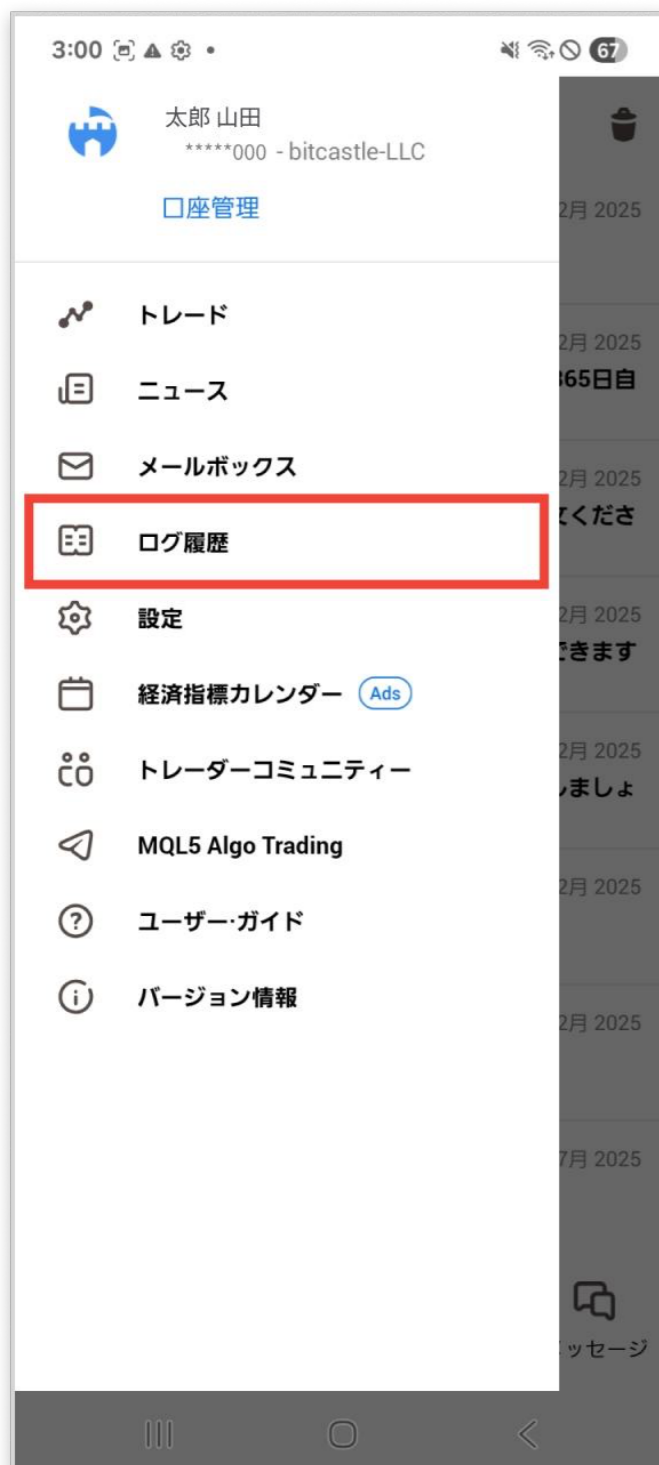 3:00
67
太郎 山田
*****000 - bitcastle-LLC
口座管理
2月 2025
トレード
2月 2025
365日自
ニュース
メールボックス
2月 2025
ください
ログ履歴
設定
2月 2025
できます
経済指標カレンダー Ads
トレーダーコミュニティー
2月 2025
しましょ
MQL5 Algo Trading
2月 2025
ユーザー·ガイド
バージョン情報
2月 2025
7月 2025
ッセージ